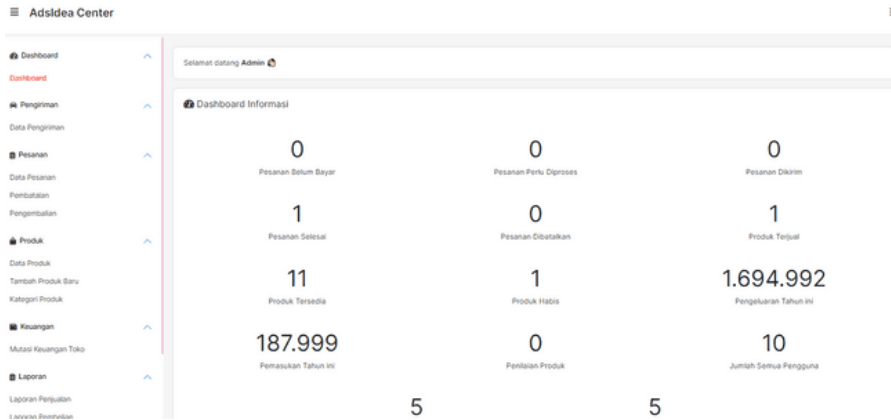 AdsIdea Center
Dashboard
Dashboard
Pengiriman
Data Pengiriman
Pesanan
Data Pesanan
Pembatalan
Pengembalian
Produk
Data Produk
Tambah Produk Baru
Kategori Produk
Keuangan
Mutasi Keuangan Toko
Laporan
Laporan Penjualan
Laporan Pembelian
Selamat datang Admin
Dashboard Informasi
0 0 0
Pesanan Belum Bayar Pesanan Perlu Diproses Pesanan Dikirim
1 0 1
Pesanan Selesai Pesanan Dibatalkan Produk Terjual
11 1 1.694.992
Produk Tersedia Produk Habis Pengeluaran Tahun ini
187.999 0 10
Pemasukan Tahun ini Penilaian Produk Jumlah Semua Pengguna
5 5